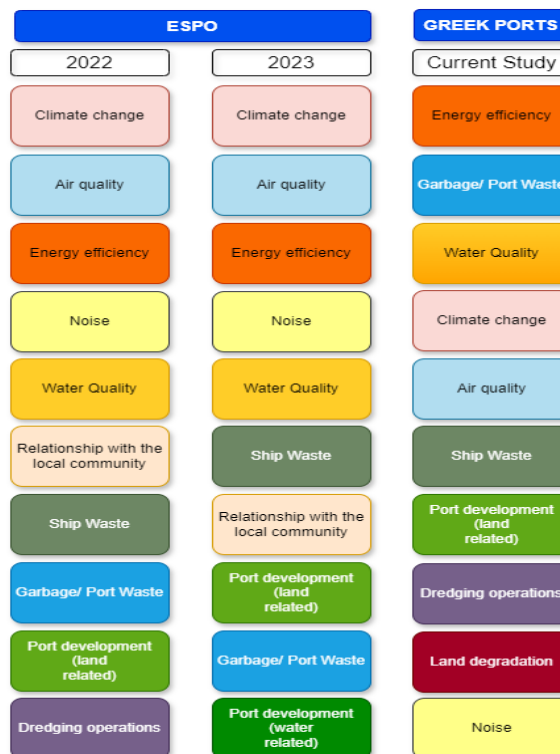 ESPO
GREEK PORTS
2022
2023
Current Study
Climate change
Climate change
Energy efficiency
Air quality
Air quality
Garbage/ Port Waste
Energy efficiency
Energy efficiency
Water Quality
Noise
Noise
Climate change
Water Quality
Water Quality
Air quality
Relationship with the
local community
Ship Waste
Ship Waste
Ship Waste
Relationship with the
local community
Port development
(land
related)
Garbage/ Port Waste
Port development
(land
related)
Dredging operations
Port development
(land
related)
Garbage/ Port Waste
Land degradation
Dredging operations
Port development
(water
related)
Noise